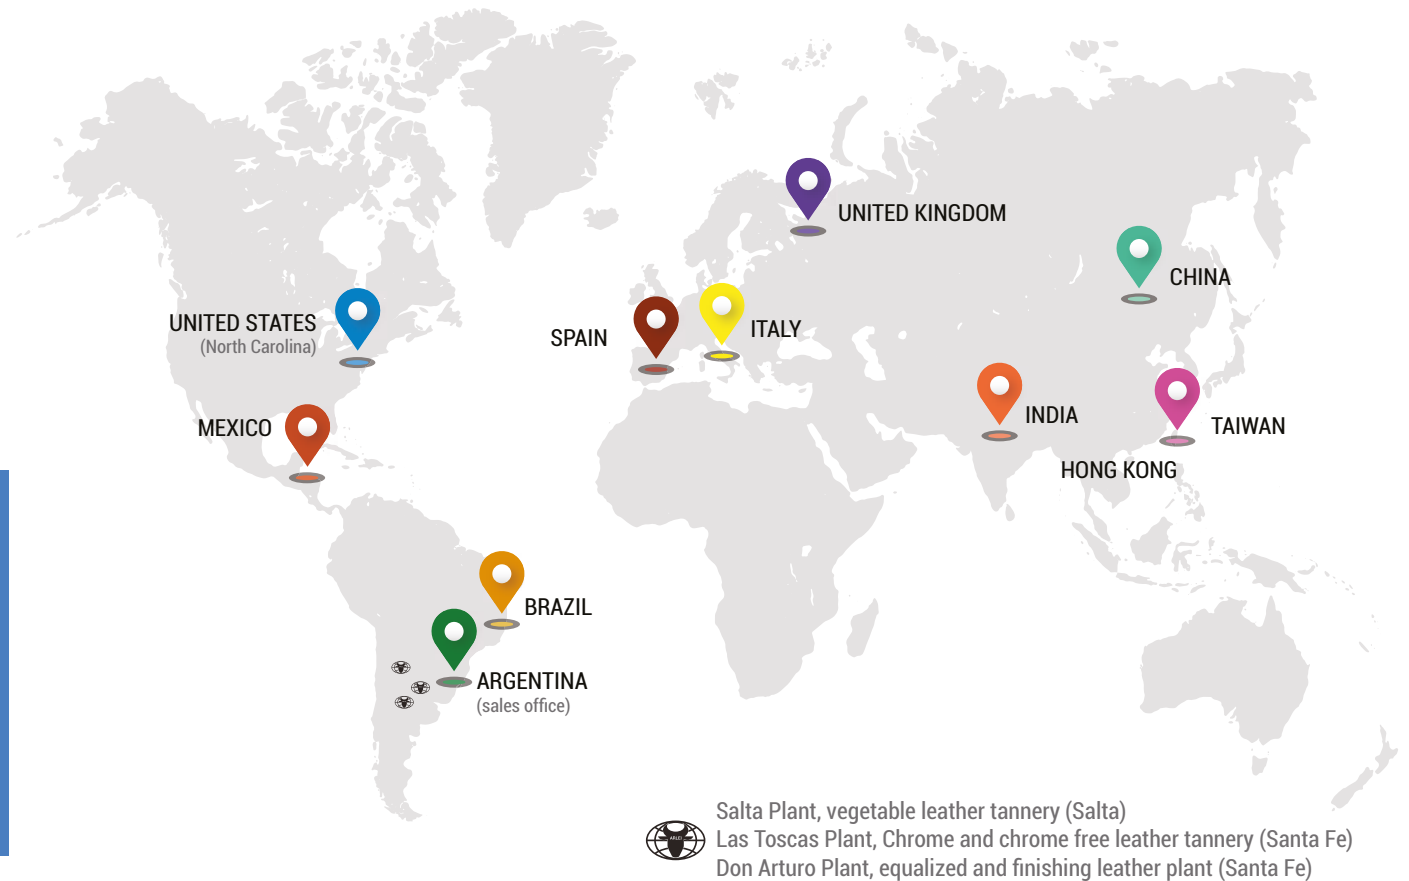 UNITED KINGDOM
CHINA
UNITED STATES
(North Carolina)
SPAIN
ITALY
MEXICO
INDIA
TAIWAN
HONG KONG
BRAZIL
ARGENTINA
(sales office)
Salta Plant, vegetable leather tannery (Salta)
ARLEI
Las Toscas Plant, Chrome and chrome free leather tannery (Santa Fe)
Don Arturo Plant, equalized and finishing leather plant (Santa Fe)